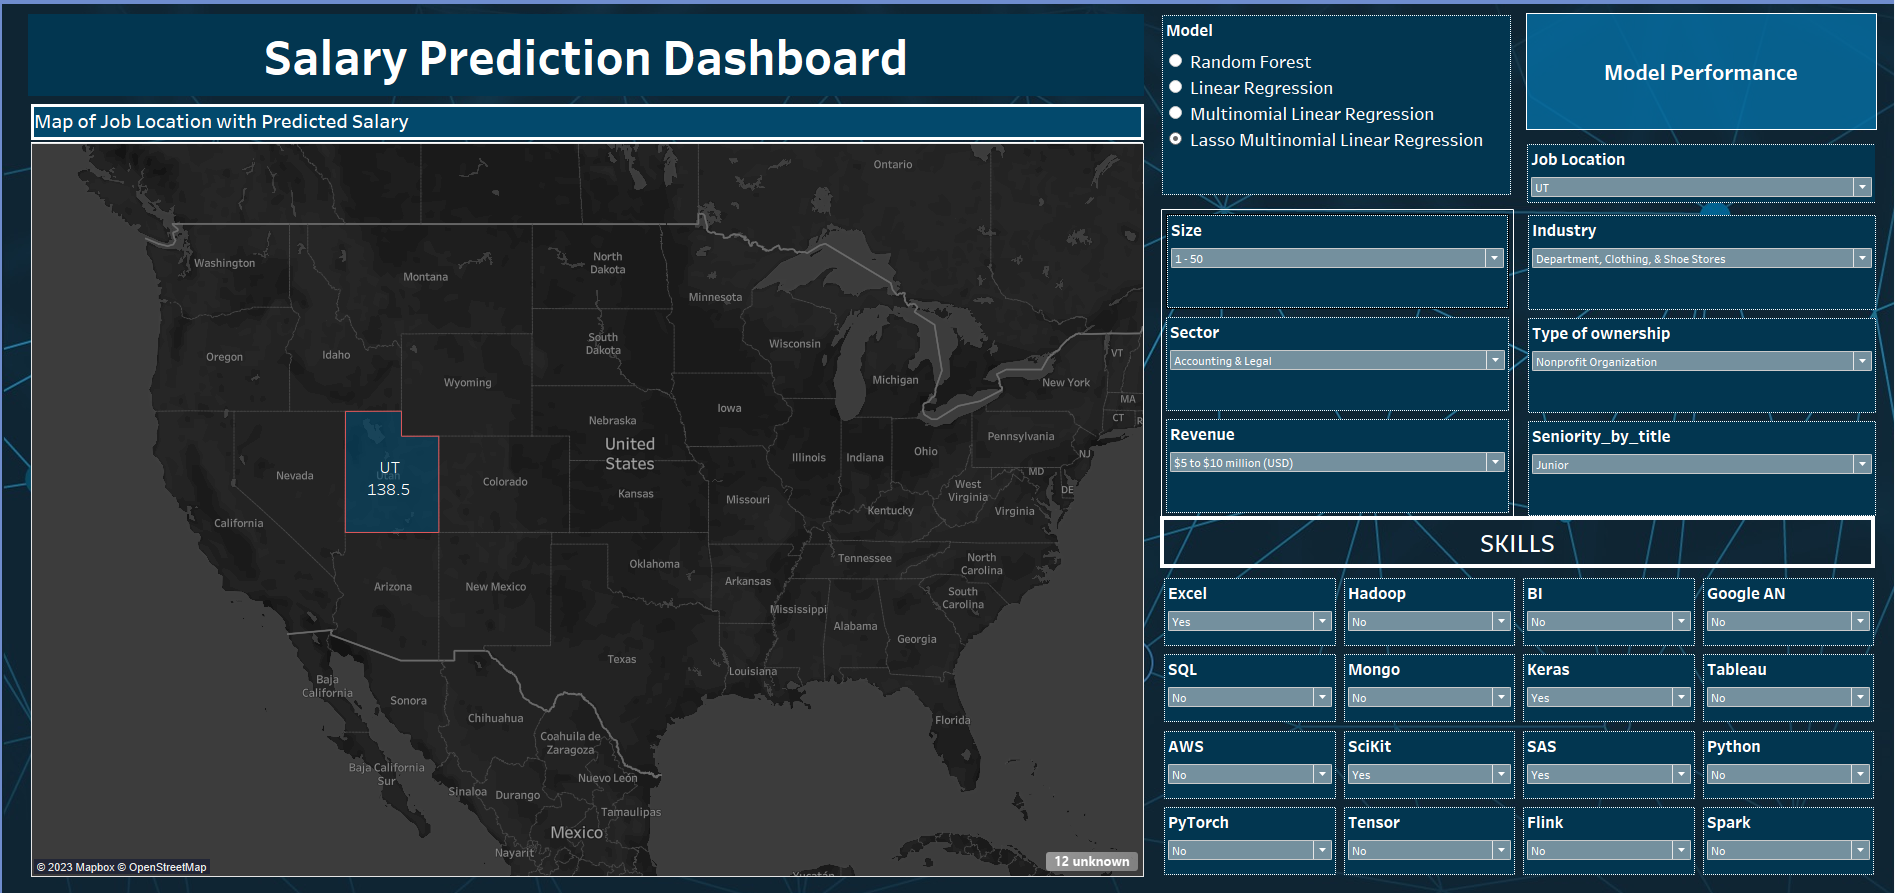 Salary Prediction Dashboard
Map of Job Location with Predicted Salary
Ontario
Washington
Montana
North
Dakota
Minnesota
Oregon
Idaho
South
Dakota
Wisconsin
VT
Wyoming
Michigan
New York
MA
Iowa
CT
Nebraska
United
States
Pennsylvania
NJ
Nevada
UT
Utah
138.5
Colorado
Kansas
Illinois
Indiana
Ohio
MD
West
Virginia
DE
Missouri
Kentucky
Virginia
California
Tennessee
North
Carolina
Oklahoma
Arizona
New Mexico
Arkansas
South
Carolina
Mississippi
Alabama
Georgia
Texas
Louisiana
Baja
California
Sonora
Chihuahua
Florida
Coahuila de
Zaragoza
Baja California
Sur
Nuevo León
Sinaloa
Durango
Tamaulipas
Mexico
Nayarit
Yucatán
© 2023 Mapbox © OpenStreetMap
12 unknown
Model
Random Forest
Linear Regression
Multinomial Linear Regression
Lasso Multinomial Linear Regression
Model Performance
Job Location
UT
Size
1 - 50
Industry
Department, Clothing, & Shoe Stores
Sector
Accounting & Legal
Type of ownership
Nonprofit Organization
Revenue
$5 to $10 million (USD)
Seniority_by_title
Junior
SKILLS
Excel
Yes
Hadoop
No
BI
No
Google AN
No
SQL
No
Mongo
No
Keras
Yes
Tableau
No
AWS
No
SciKit
Yes
SAS
Yes
Python
No
PyTorch
No
Tensor
No
Flink
No
Spark
No